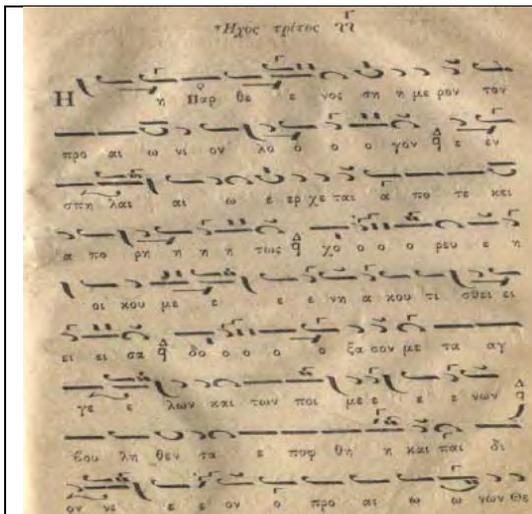 Ἦχος τρίτος
Η η Παρ θε ε νος ση η με ρον τον
προ αι ω νι ον λο ο ο ο γον ε εν
σπη λαι αι ω ε ερ χε ται α πο τε κει
α πο ρη η η η τως χο ο ο ο ρευ ε η
οι κου με ε ε ε νη α κου τι σθει ει
ει ει σα δο ο ο ο ο ξα σον με τα αγ
γε ε λων και των ποι με ε ε ε ε νων
βου λη θεν τα ε ποφ θη η και παι δι
ον νε ε ε ον ο προ αι ω ω νων Θε